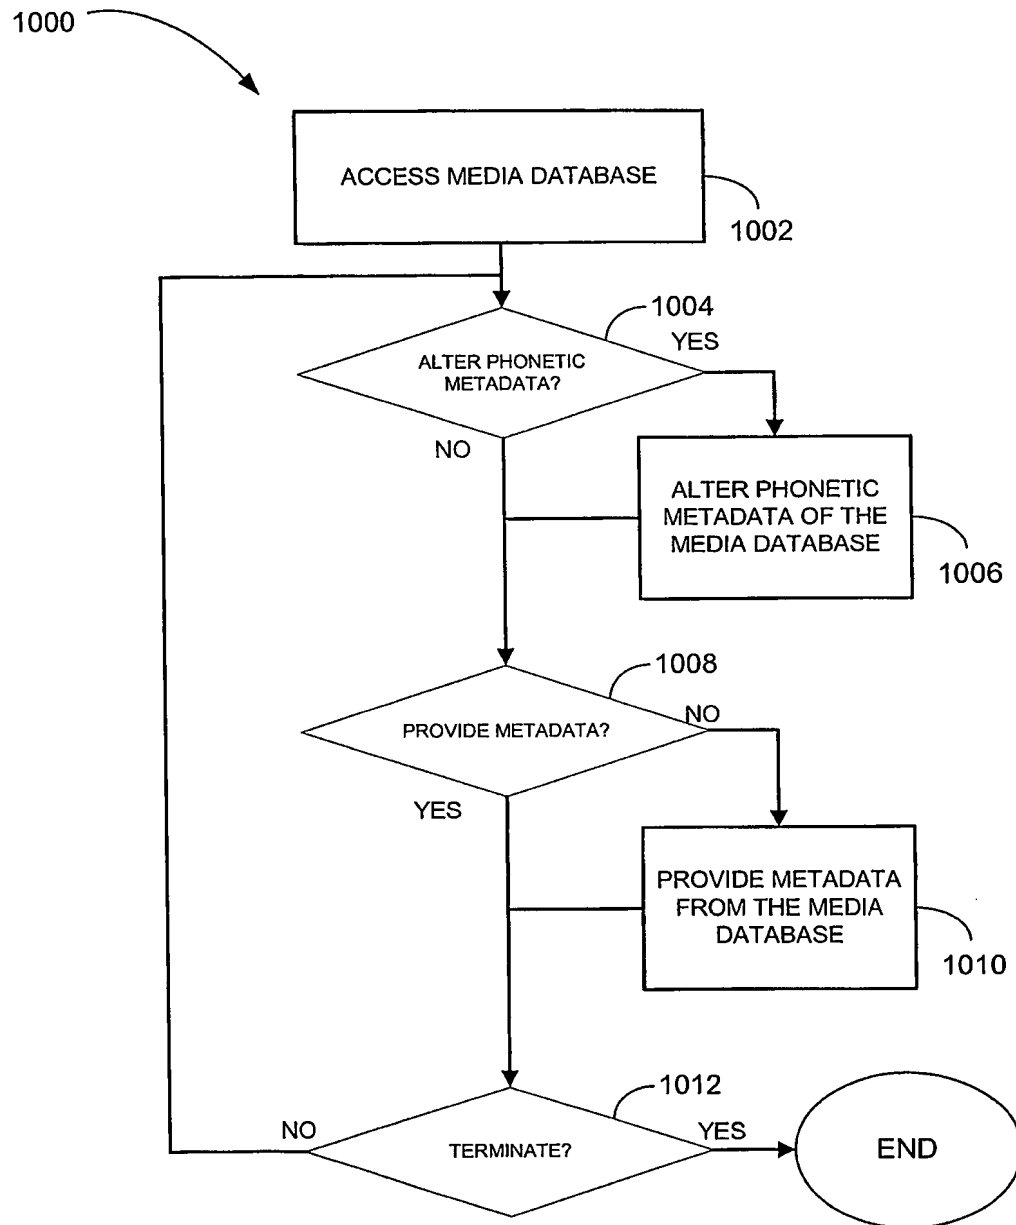 1000
ACCESS MEDIA DATABASE
1002
1004
YES
ALTER PHONETIC
METADATA?
NO
ALTER PHONETIC
METADATA OF THE
MEDIA DATABASE
1006
1008
NO
PROVIDE METADATA?
YES
PROVIDE METADATA
FROM THE MEDIA
DATABASE
1010
1012
NO
YES
TERMINATE?
END